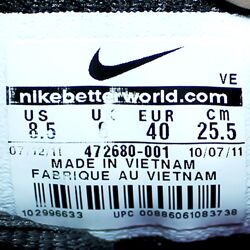 VE
nikebetterworld.com
US EUR Cm
8.5 40 25.5
07/12/11 472680-001 10/07/11
MADE IN VIETNAM
FABRIQUE AU VIETNAM
102996633 UPC 00886061083738